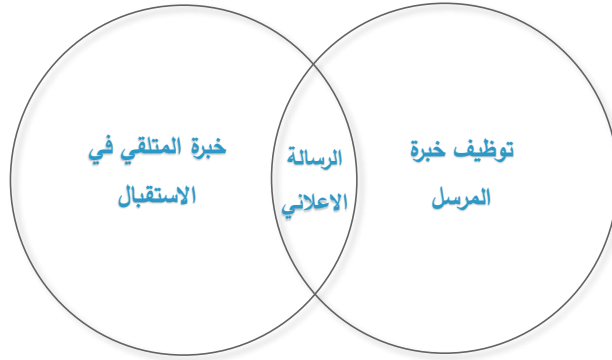 توظيف خبرة
المرسل
الرسالة
الاعلاني
خبرة المتلقي في
الاستقبال